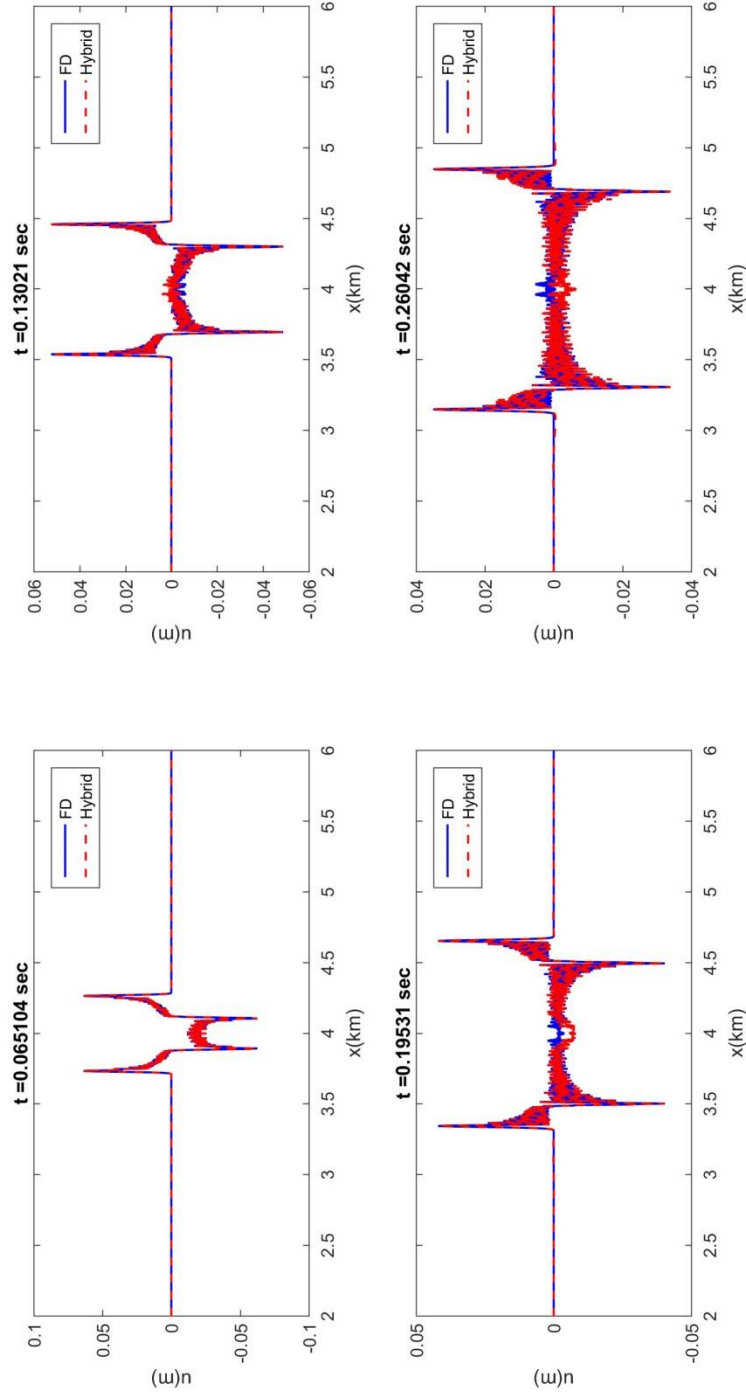 t =0.065104 sec
0.1
0.05
0
-0.05
-0.1
u(m)
FD
Hybrid
2
2.5
3
3.5
4
4.5
5
5.5
6
x(km)
t =0.13021 sec
0.06
0.04
0.02
0
-0.02
-0.04
-0.06
u(m)
FD
Hybrid
2
2.5
3
3.5
4
4.5
5
5.5
6
x(km)
t =0.19531 sec
0.05
0
-0.05
u(m)
FD
Hybrid
2
2.5
3
3.5
4
4.5
5
5.5
6
x(km)
t =0.26042 sec
0.04
0.02
0
-0.02
-0.04
u(m)
FD
Hybrid
2
2.5
3
3.5
4
4.5
5
5.5
6
x(km)